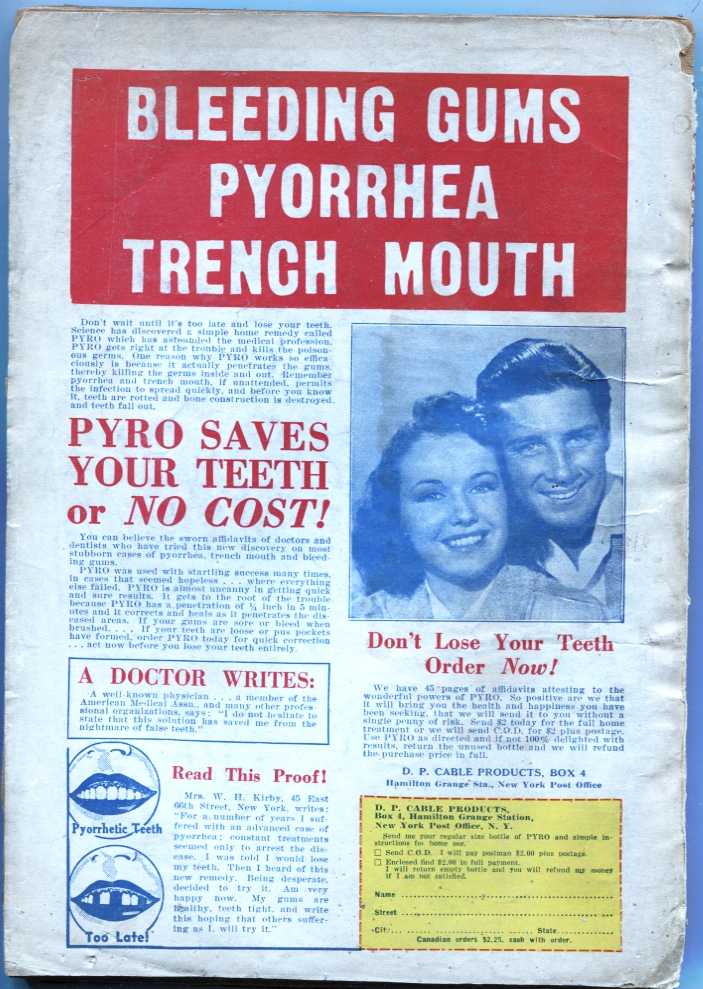 BLEEDING GUMS
PYORRHEA
TRENCH MOUTH
Don't wait until it's too late and lose your teeth.
Science has discovered a simple home remedy called
PYRO which has astounded the medical profession.
PYRO gets right at the trouble and kills the poison-
ous germs. One reason why PYRO works so effica-
ciously is because it actually penetrates the gums,
thereby killing the germs inside and out. Remember
pyorrhea and trench mouth, if unattended, permits
the infection to spread quickly, and before you know
it, teeth are rotted and bone construction is destroyed,
and teeth fall out.
PYRO SAVES
YOUR TEETH
or NO COST!
You can believe the sworn affidavits of doctors and
dentists who have tried this new discovery on most
stubborn cases of pyorrhea, trench mouth and bleed-
ing gums.
PYRO was used with startling success many times,
in cases that seemed hopeless . . . where everything
else failed. PYRO is almost uncanny in getting quick
and sure results. It gets to the root of the trouble
because PYRO has a penetration of ¼ inch in 5 min-
utes and it corrects and heals as it penetrates the dis-
eased areas. If your gums are sore or bleed when
brushed. . . . If your teeth are loose or pus pockets
have formed, order PYRO today for quick correction
. . . act now before you lose your teeth entirely.
A DOCTOR WRITES:
A well-known physician . . . a member of the
American Medical Assn., and many other profes-
sional organizations, says: "I do not hesitate to
state that this solution has saved me from the
nightmare of false teeth."
Pyorrhetic Teeth
Too Late!
Read This Proof!
Mrs. W. H. Kirby, 45 East
66th Street, New York, writes:
"For a number of years I suf-
fered with an advanced case of
pyorrhea; constant treatments
seemed only to arrest the dis-
ease. I was told I would lose
my teeth. Then I heard of this
new remedy. Being desperate,
decided to try it. Am very
happy now. My gums are
healthy, teeth tight, and write
this hoping that others suffer-
ing as I, will try it."
Don't Lose Your Teeth
Order Now!
We have 45 pages of affidavits attesting to the
wonderful powers of PYRO. So positive are we that
it will bring you the health and happiness you have
been seeking, that we will send it to you without a
single penny of risk. Send $2 today for the full home
treatment or we will send C.O.D. for $2 plus postage.
Use PYRO as directed and if not 100% delighted with
results, return the unused bottle and we will refund
the purchase price in full.
D. P. CABLE PRODUCTS, BOX 4
Hamilton Grange Sta., New York Post Office
D. P. CABLE PRODUCTS,
Box 4, Hamilton Grange Station,
New York Post Office, N. Y.
Send me your regular size bottle of PYRO and simple in-
structions for home use.
□ Send C.O.D. I will pay postman $2.00 plus postage.
□ Enclosed find $2.00 in full payment.
I will return empty bottle and you will refund my money
if I am not satisfied.
Name
Street
City State
Canadian orders $2.25, cash with order.